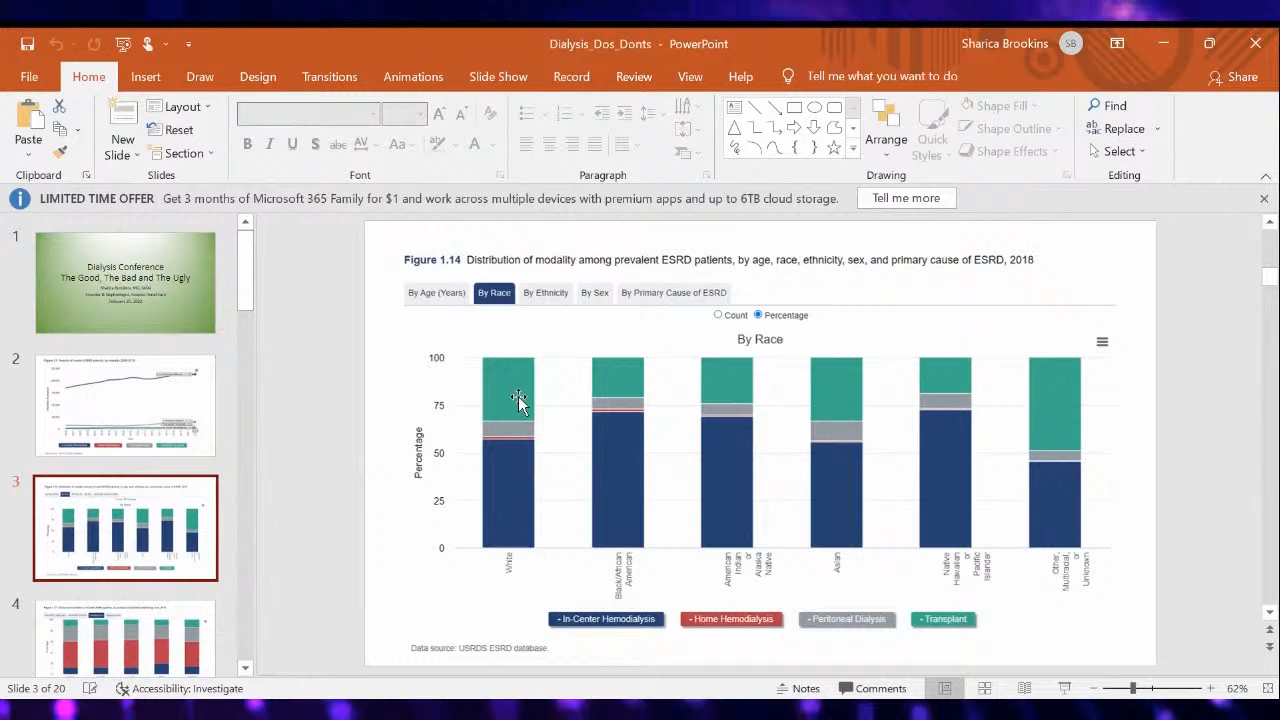 Dialysis_Dos_Donts - PowerPoint
Sharica Brookins SB
File Home Insert Draw Design Transitions Animations Slide Show Record Review View Help Tell me what you want to do Share
Paste
Clipboard
New Slide
Layout
Reset
Section
Slides
B I U S abc AV Aa A
Font
Paragraph
Arrange
Quick Styles
Shape Fill
Shape Outline
Shape Effects
Drawing
Find
Replace
Select
Editing
LIMITED TIME OFFER Get 3 months of Microsoft 365 Family for $1 and work across multiple devices with premium apps and up to 6TB cloud storage. Tell me more
1
Dialysis Conference
The Good, The Bad and The Ugly
2
3
4
Figure 1.14 Distribution of modality among prevalent ESRD patients, by age, race, ethnicity, sex, and primary cause of ESRD, 2018
By Age (Years) By Race By Ethnicity By Sex By Primary Cause of ESRD
Count Percentage
By Race
Percentage
100
75
50
25
0
White
Black/African American
American Indian or Alaska Native
Asian
Native Hawaiian or Pacific Islander
Other, Multiracial, or Unknown
- In-Center Hemodialysis - Home Hemodialysis - Peritoneal Dialysis - Transplant
Data source: USRDS ESRD database.
Slide 3 of 20 Accessibility: Investigate Notes Comments 62%